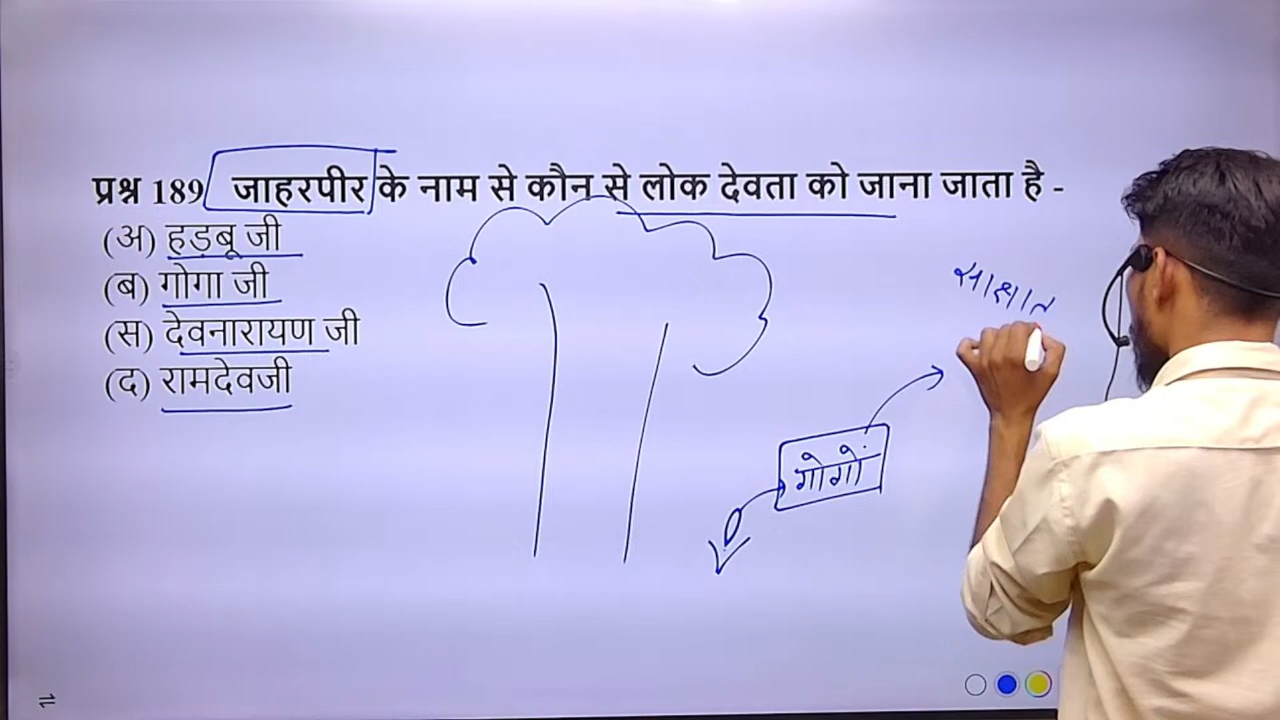 प्रश्न 189 जाहरपीर के नाम से कौन से लोक देवता को जाना जाता है -
(अ) हड़बू जी
(ब) गोगा जी
(स) देवनारायण जी
(द) रामदेवजी
साक्षात
गोगों